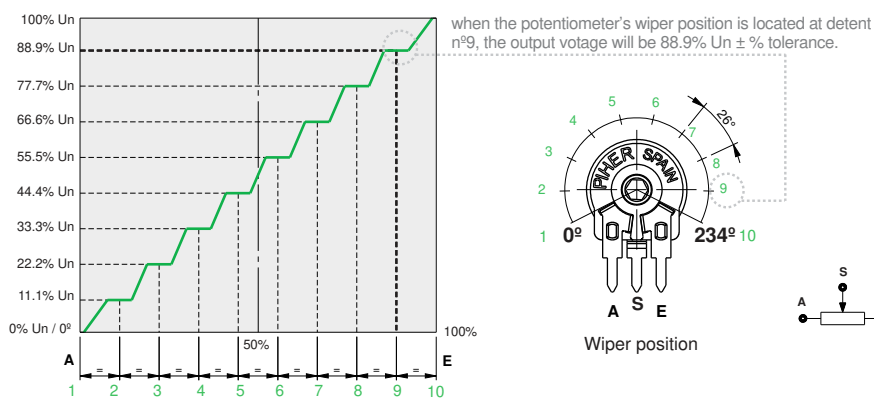 100% Un
88.9% Un
77.7% Un
66.6% Un
55.5% Un
44.4% Un
33.3% Un
22.2% Un
11.1% Un
0% Un / 0º
50%
100%
A
E
= = = = = = = = =
1 2 3 4 5 6 7 8 9 10
when the potentiometer's wiper position is located at detent
nº9, the output votage will be 88.9% Un ± % tolerance.
1 2 3 4 5 6 7 8 9 10
26°
PIHER SPAIN
0º
234º
A S E
Wiper position
S
A